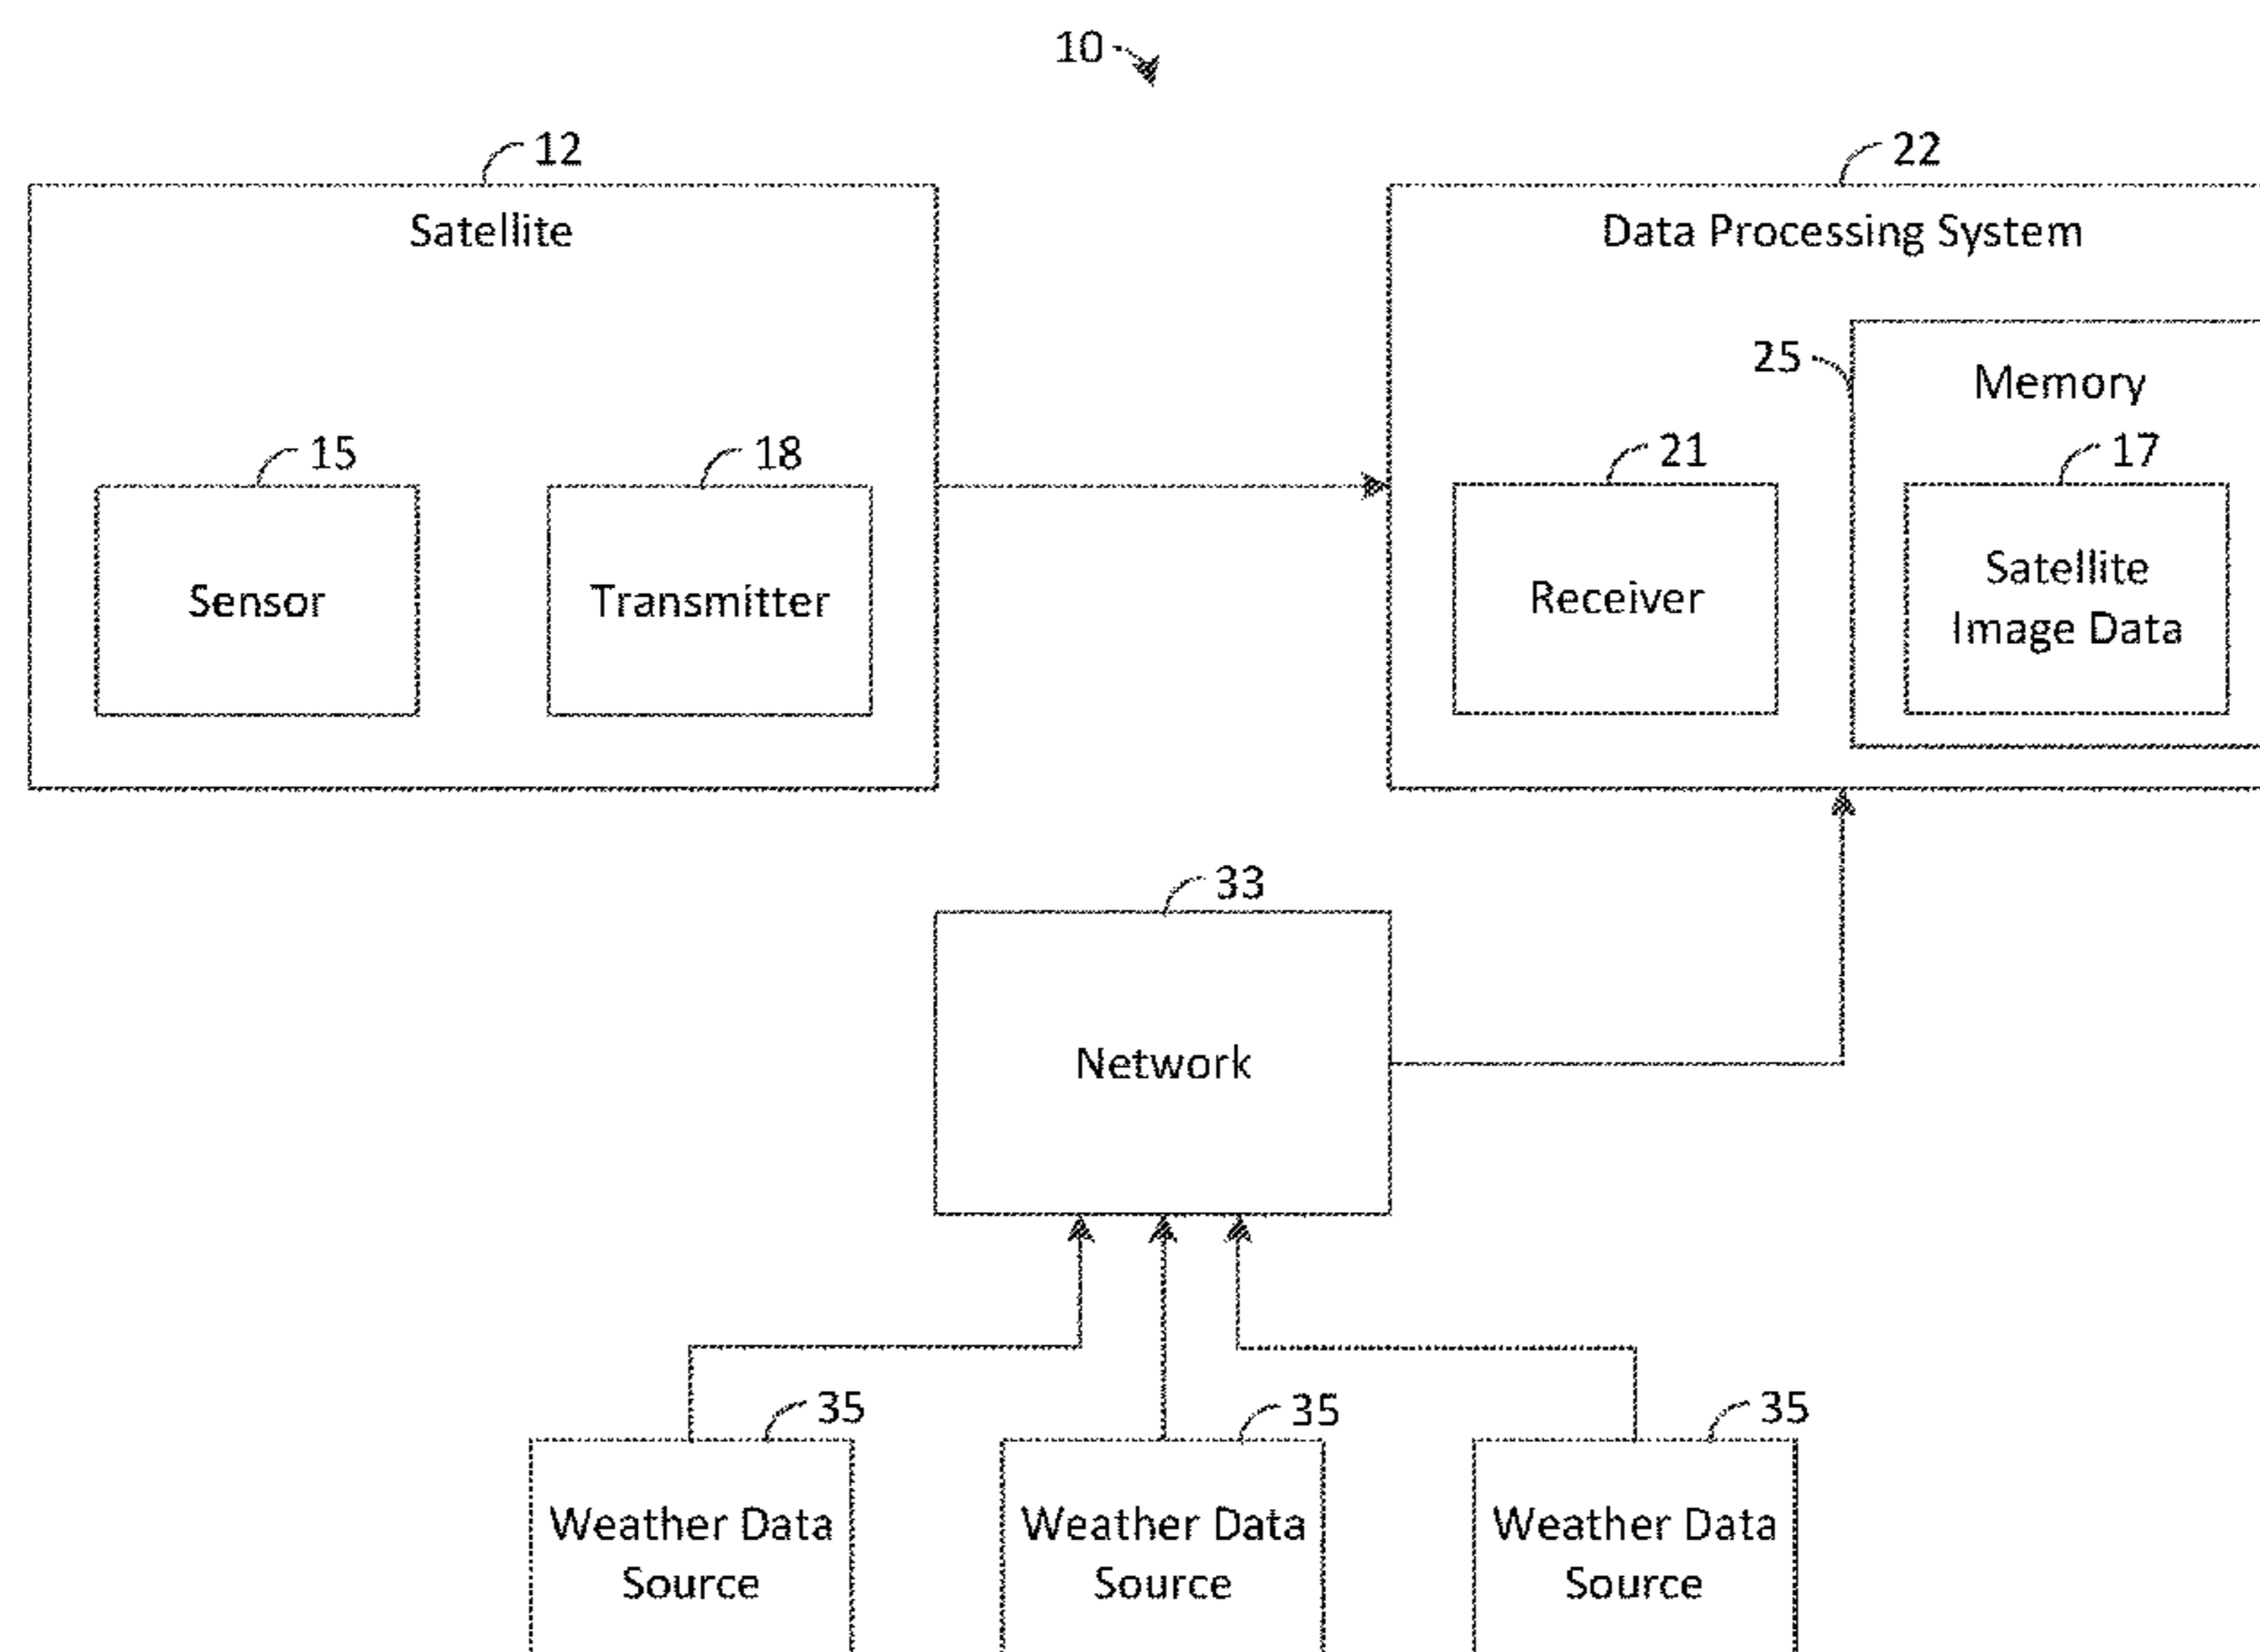 10
12
22
Satellite
Data Processing System
25
Memory
15
18
21
17
Sensor
Transmitter
Receiver
Satellite
Image Data
33
Network
35
35
35
Weather Data
Source
Weather Data
Source
Weather Data
Source